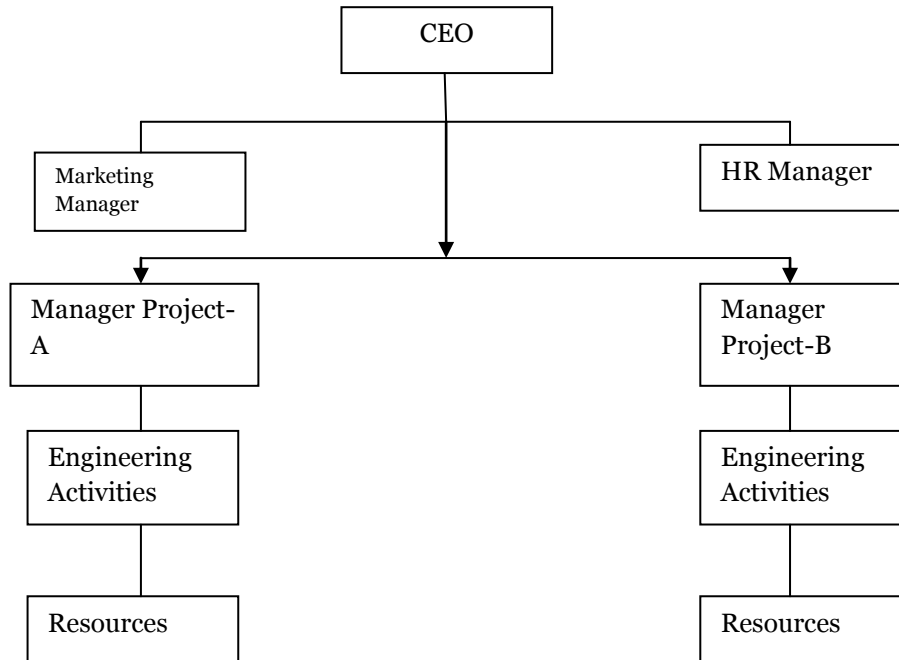 CEO
Marketing
Manager
HR Manager
Manager Project-
A
Manager
Project-B
Engineering
Activities
Engineering
Activities
Resources
Resources